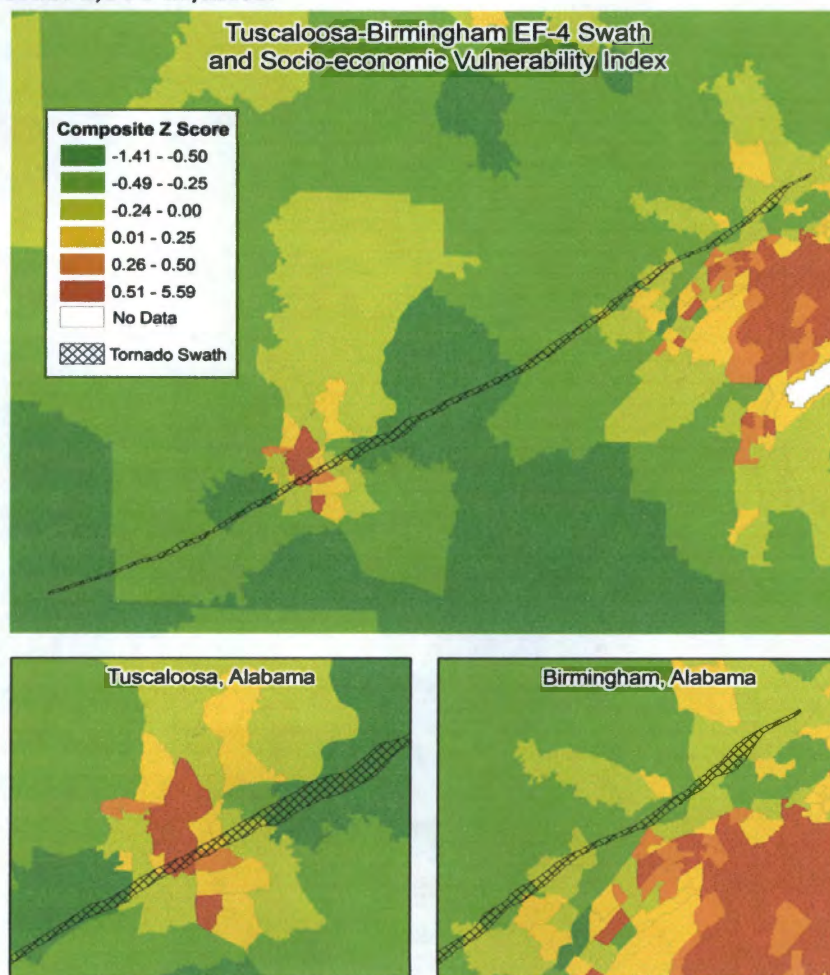 Tuscaloosa-Birmingham EF-4 Swath
and Socio-economic Vulnerability Index
Composite Z Score
-1.41 - -0.50
-0.49 - -0.25
-0.24 - 0.00
0.01 - 0.25
0.26 - 0.50
0.51 - 5.59
No Data
Tornado Swath
Tuscaloosa, Alabama
Birmingham, Alabama